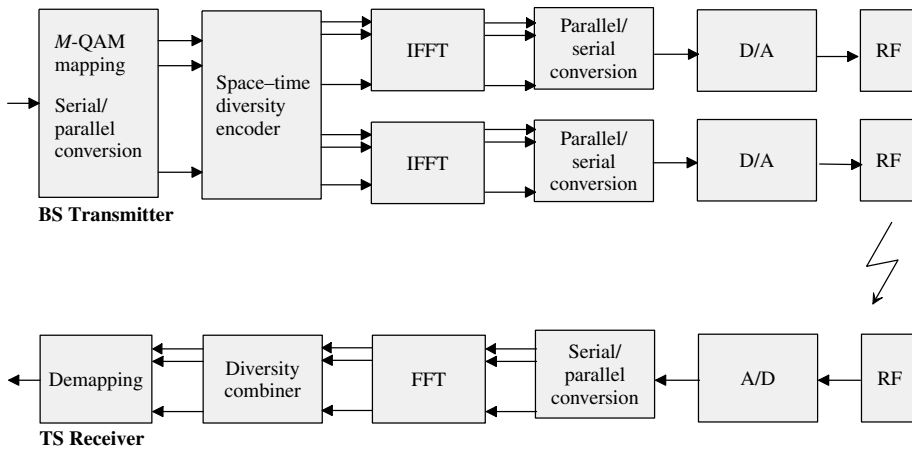 M-QAM
mapping
Serial/
parallel
conversion
Space–time
diversity
encoder
IFFT
Parallel/
serial
conversion
D/A
RF
IFFT
Parallel/
serial
conversion
D/A
RF
BS Transmitter
Demapping
Diversity
combiner
FFT
Serial/
parallel
conversion
A/D
RF
TS Receiver